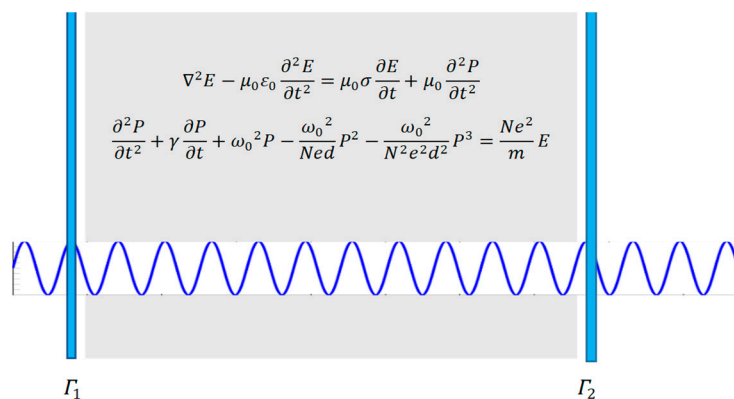 ∇²E − μ₀ε₀ ∂²E/∂t² = μ₀σ ∂E/∂t + μ₀ ∂²P/∂t²
∂²P/∂t² + γ ∂P/∂t + ω₀²P − ω₀²/Ned P² − ω₀²/N²e²d² P³ = Ne²/m E
Γ₁ Γ₂